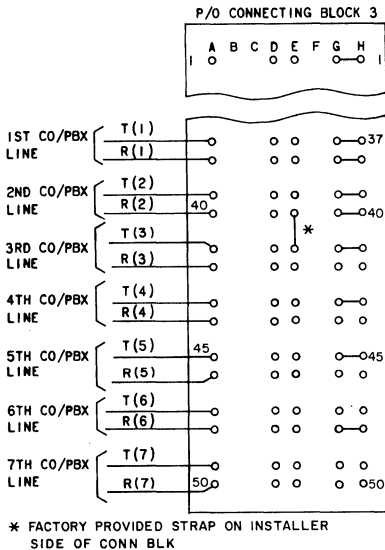 P/O CONNECTING BLOCK 3
A B C D E F G H
1 1
1ST CO/PBX LINE
T(1)
R(1)
37
2ND CO/PBX LINE
T(2)
R(2)
40 40
*
3RD CO/PBX LINE
T(3)
R(3)
4TH CO/PBX LINE
T(4)
R(4)
5TH CO/PBX LINE
T(5)
R(5)
45 45
6TH CO/PBX LINE
T(6)
R(6)
7TH CO/PBX LINE
T(7)
R(7)
50 50
* FACTORY PROVIDED STRAP ON INSTALLER
SIDE OF CONN BLK